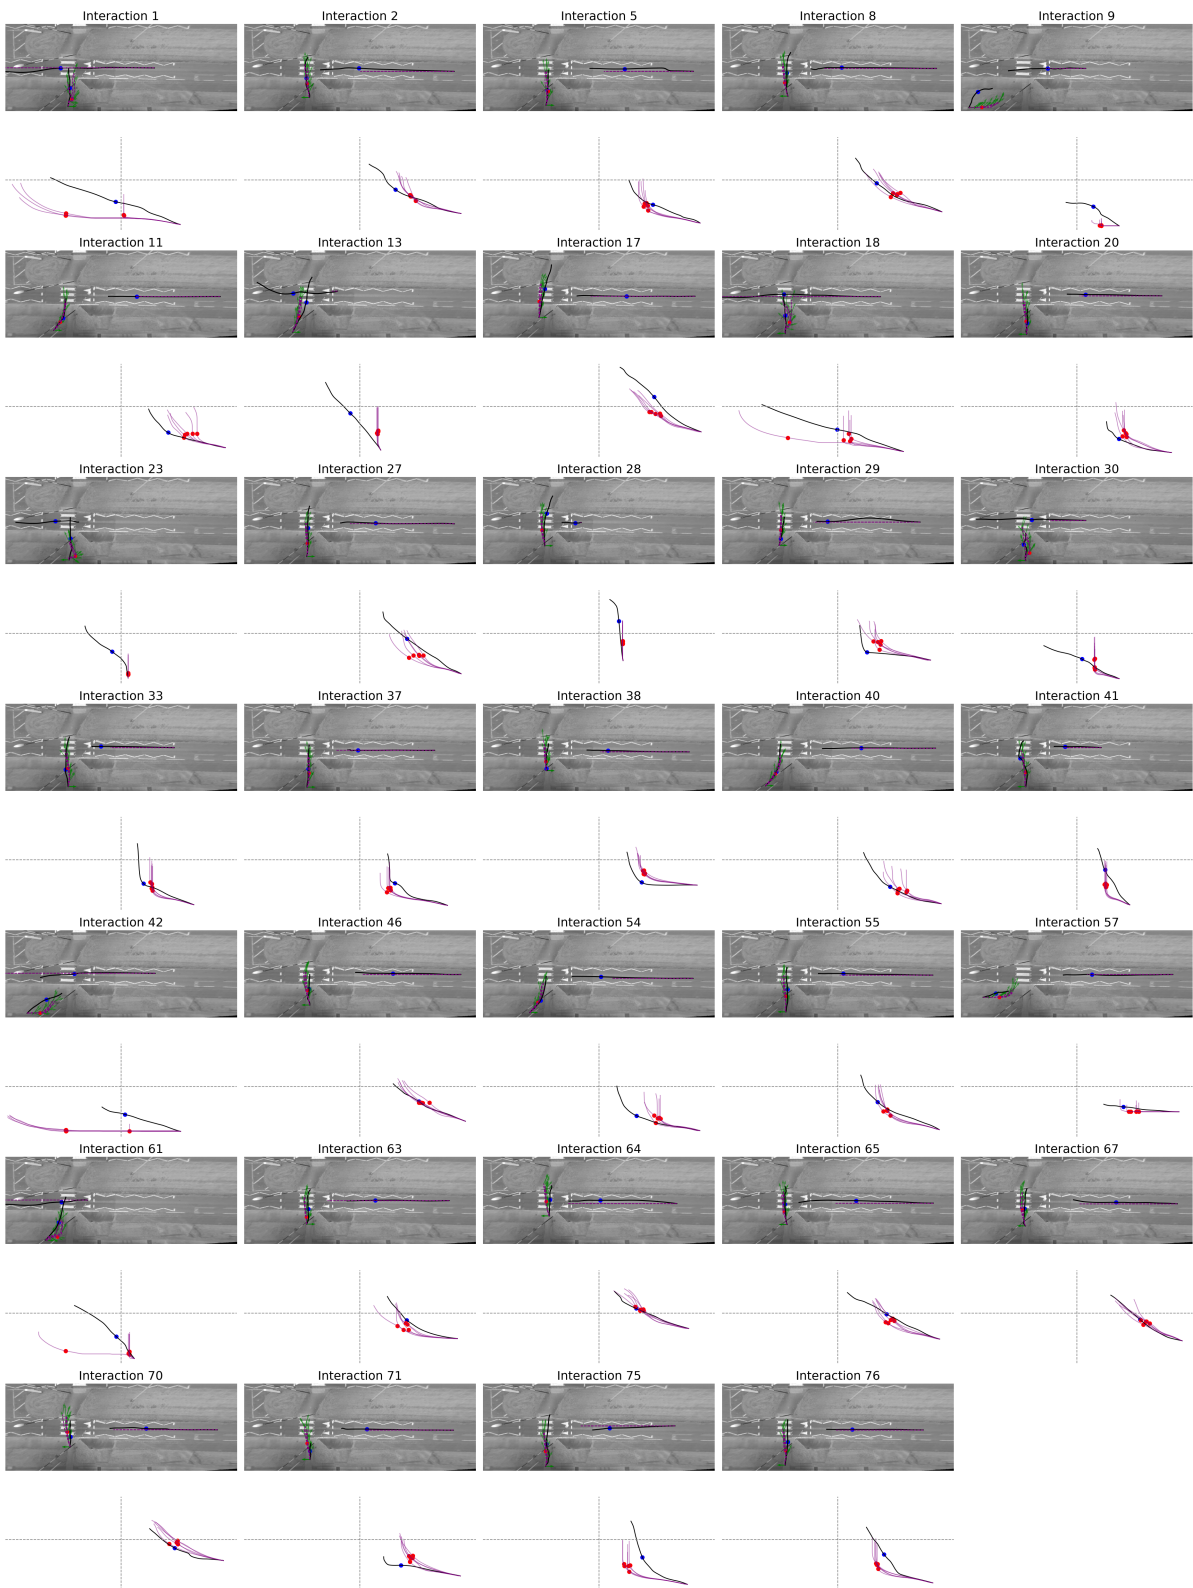 Interaction 1
Interaction 2
Interaction 5
Interaction 8
Interaction 9
Interaction 11
Interaction 13
Interaction 17
Interaction 18
Interaction 20
Interaction 23
Interaction 27
Interaction 28
Interaction 29
Interaction 30
Interaction 33
Interaction 37
Interaction 38
Interaction 40
Interaction 41
Interaction 42
Interaction 46
Interaction 54
Interaction 55
Interaction 57
Interaction 61
Interaction 63
Interaction 64
Interaction 65
Interaction 67
Interaction 70
Interaction 71
Interaction 75
Interaction 76